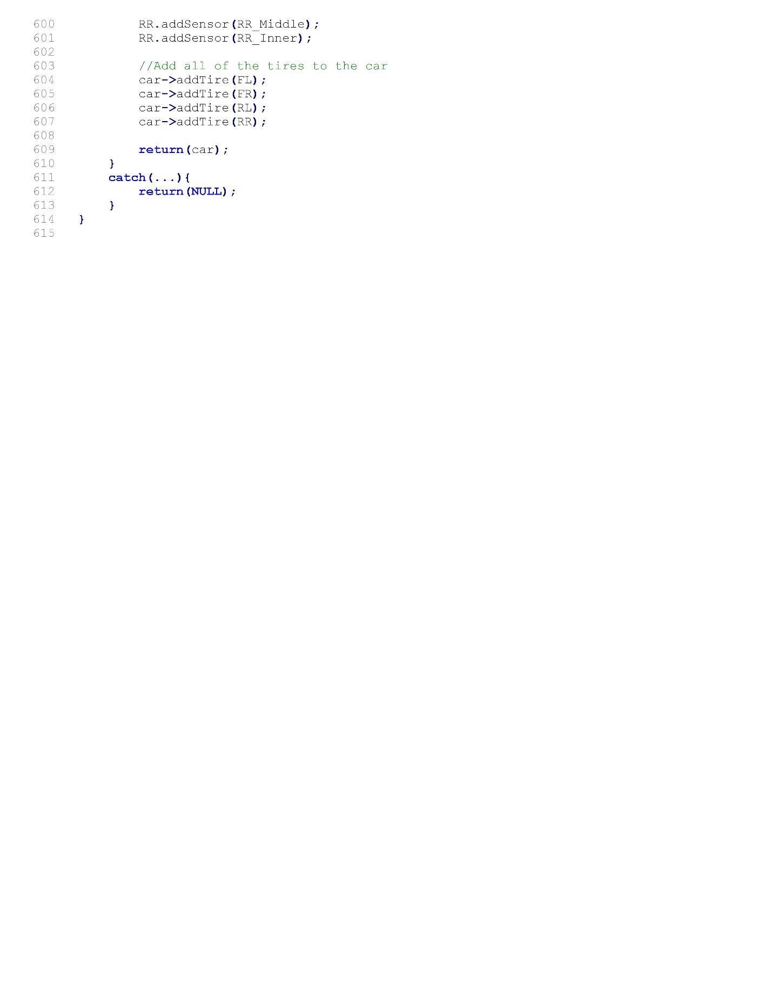 600 RR.addSensor(RR_Middle);
601 RR.addSensor(RR_Inner);
602
603 //Add all of the tires to the car
604 car->addTire(FL);
605 car->addTire(FR);
606 car->addTire(RL);
607 car->addTire(RR);
608
609 return(car);
610 }
611 catch(...){
612 return(NULL);
613 }
614 }
615